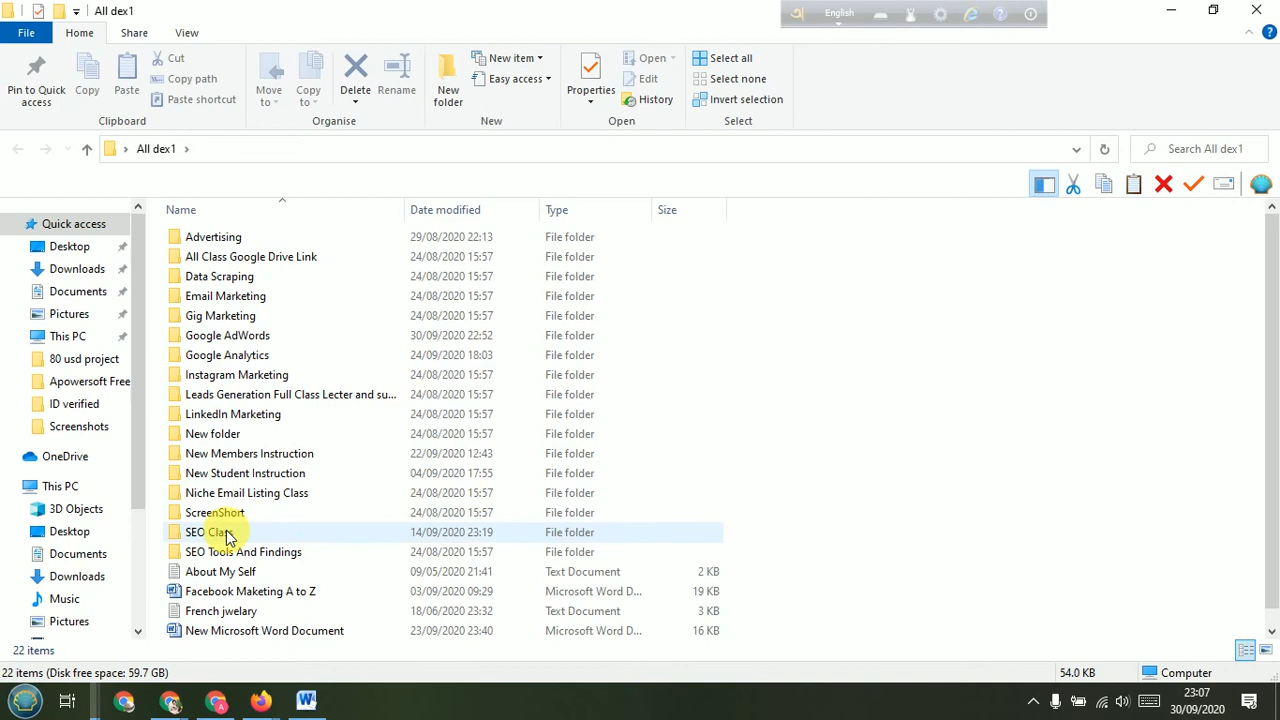 All dex1
English
File
Home
Share
View
Pin to Quick access
Copy
Paste
Cut
Copy path
Paste shortcut
Clipboard
Move to
Copy to
Delete
Rename
Organise
New folder
New item
Easy access
New
Properties
Open
Edit
History
Open
Select all
Select none
Invert selection
Select
All dex1
Search All dex1
Name Date modified Type Size
Quick access
Desktop
Downloads
Documents
Pictures
This PC
80 usd project
Apowersoft Free
ID verified
Screenshots
OneDrive
This PC
3D Objects
Desktop
Documents
Downloads
Music
Pictures
Advertising 29/08/2020 22:13 File folder
All Class Google Drive Link 24/08/2020 15:57 File folder
Data Scraping 24/08/2020 15:57 File folder
Email Marketing 24/08/2020 15:57 File folder
Gig Marketing 24/08/2020 15:57 File folder
Google AdWords 30/09/2020 22:52 File folder
Google Analytics 24/09/2020 18:03 File folder
Instagram Marketing 24/08/2020 15:57 File folder
Leads Generation Full Class Lecter and su... 24/08/2020 15:57 File folder
LinkedIn Marketing 24/08/2020 15:57 File folder
New folder 24/08/2020 15:57 File folder
New Members Instruction 22/09/2020 12:43 File folder
New Student Instruction 04/09/2020 17:55 File folder
Niche Email Listing Class 24/08/2020 15:57 File folder
ScreenShort 24/08/2020 15:57 File folder
SEO Class 14/09/2020 23:19 File folder
SEO Tools And Findings 24/08/2020 15:57 File folder
About My Self 09/05/2020 21:41 Text Document 2 KB
Facebook Maketing A to Z 03/09/2020 09:29 Microsoft Word D... 19 KB
French jwelary 18/06/2020 23:32 Text Document 3 KB
New Microsoft Word Document 23/09/2020 23:40 Microsoft Word D... 16 KB
22 items
22 items (Disk free space: 59.7 GB)
54.0 KB
Computer
23:07
30/09/2020